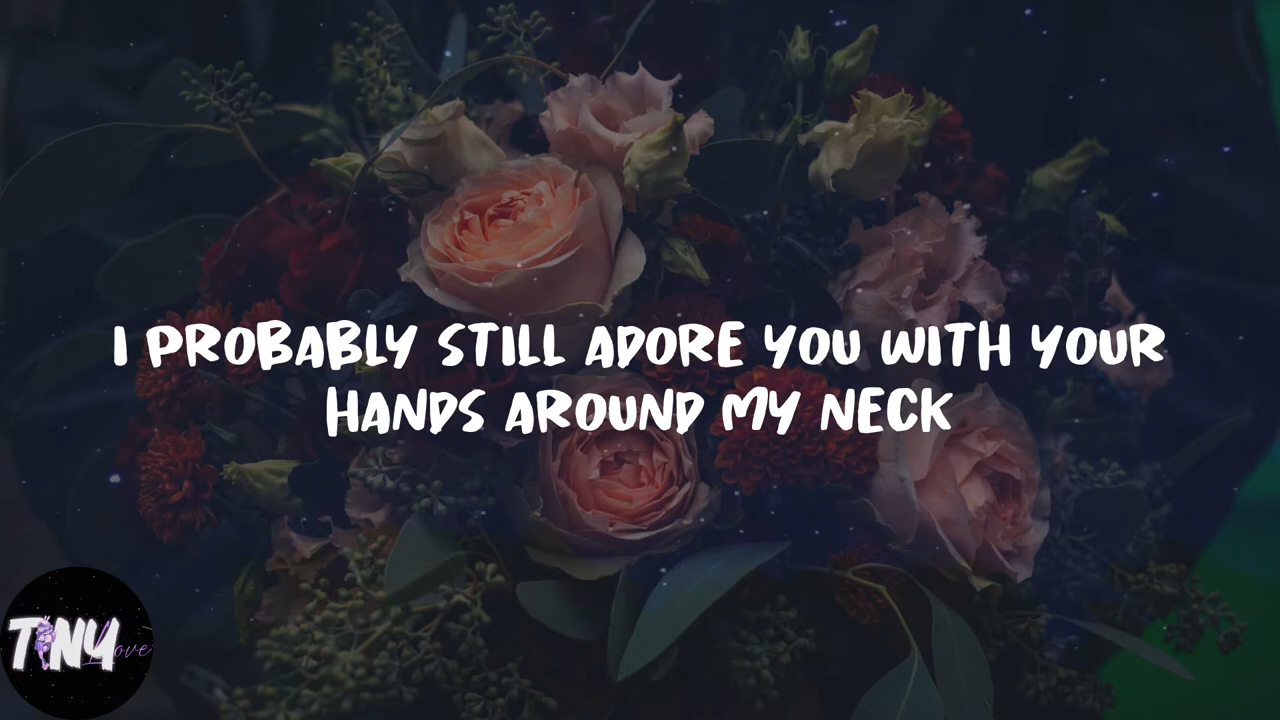 I PROBABLY STILL ADORE YOU WITH YOUR
HANDS AROUND MY NECK
TINY
Love